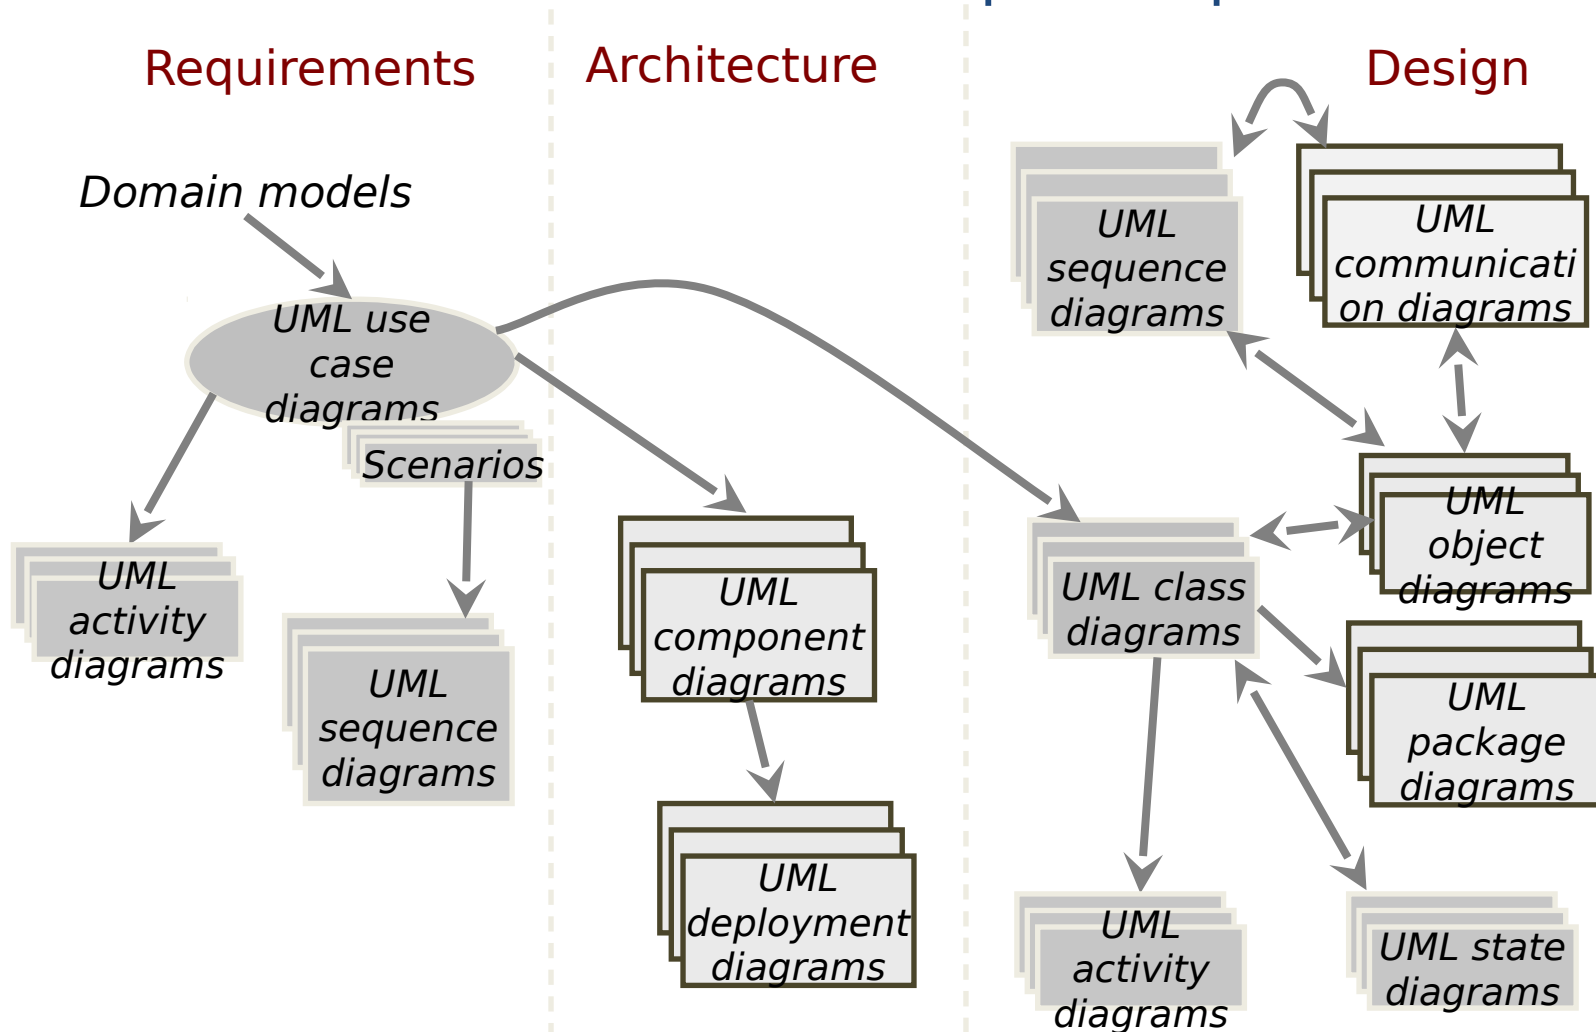 Requirements
Architecture
Design
Domain models
UML use
case
diagrams
Scenarios
UML
activity
diagrams
UML
sequence
diagrams
UML
component
diagrams
UML
deployment
diagrams
UML
sequence
diagrams
UML
communicati
on diagrams
UML
object
diagrams
UML class
diagrams
UML
package
diagrams
UML
activity
diagrams
UML state
diagrams